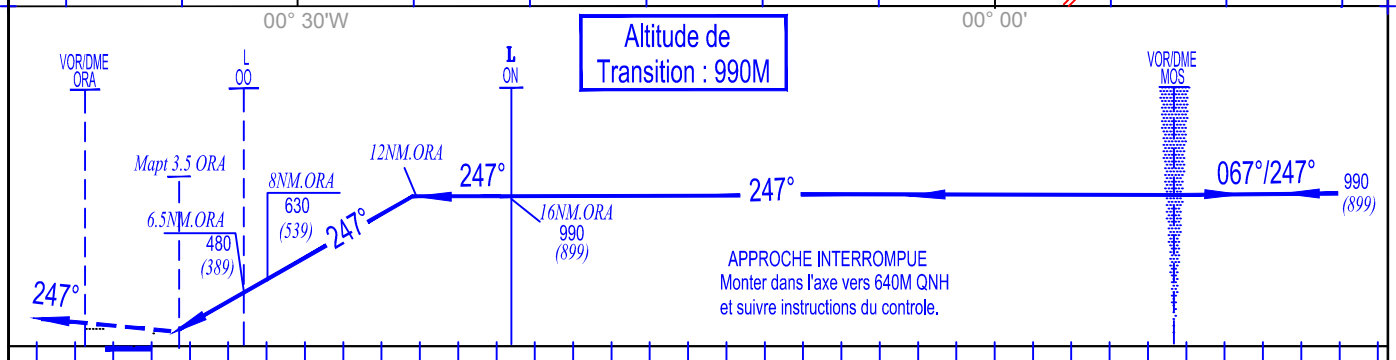 00° 30'W
00° 00'
Altitude de
Transition : 990M
VOR/DME
ORA
L
OO
L
ON
VOR/DME
MOS
Mapt 3.5 ORA
12NM.ORA
8NM.ORA
630
(539)
247°
247°
247°
067°/247°
990
(899)
6.5NM.ORA
480
(389)
16NM.ORA
990
(899)
APPROCHE INTERROMPUE
Monter dans l'axe vers 640M QNH
et suivre instructions du controle.
247°